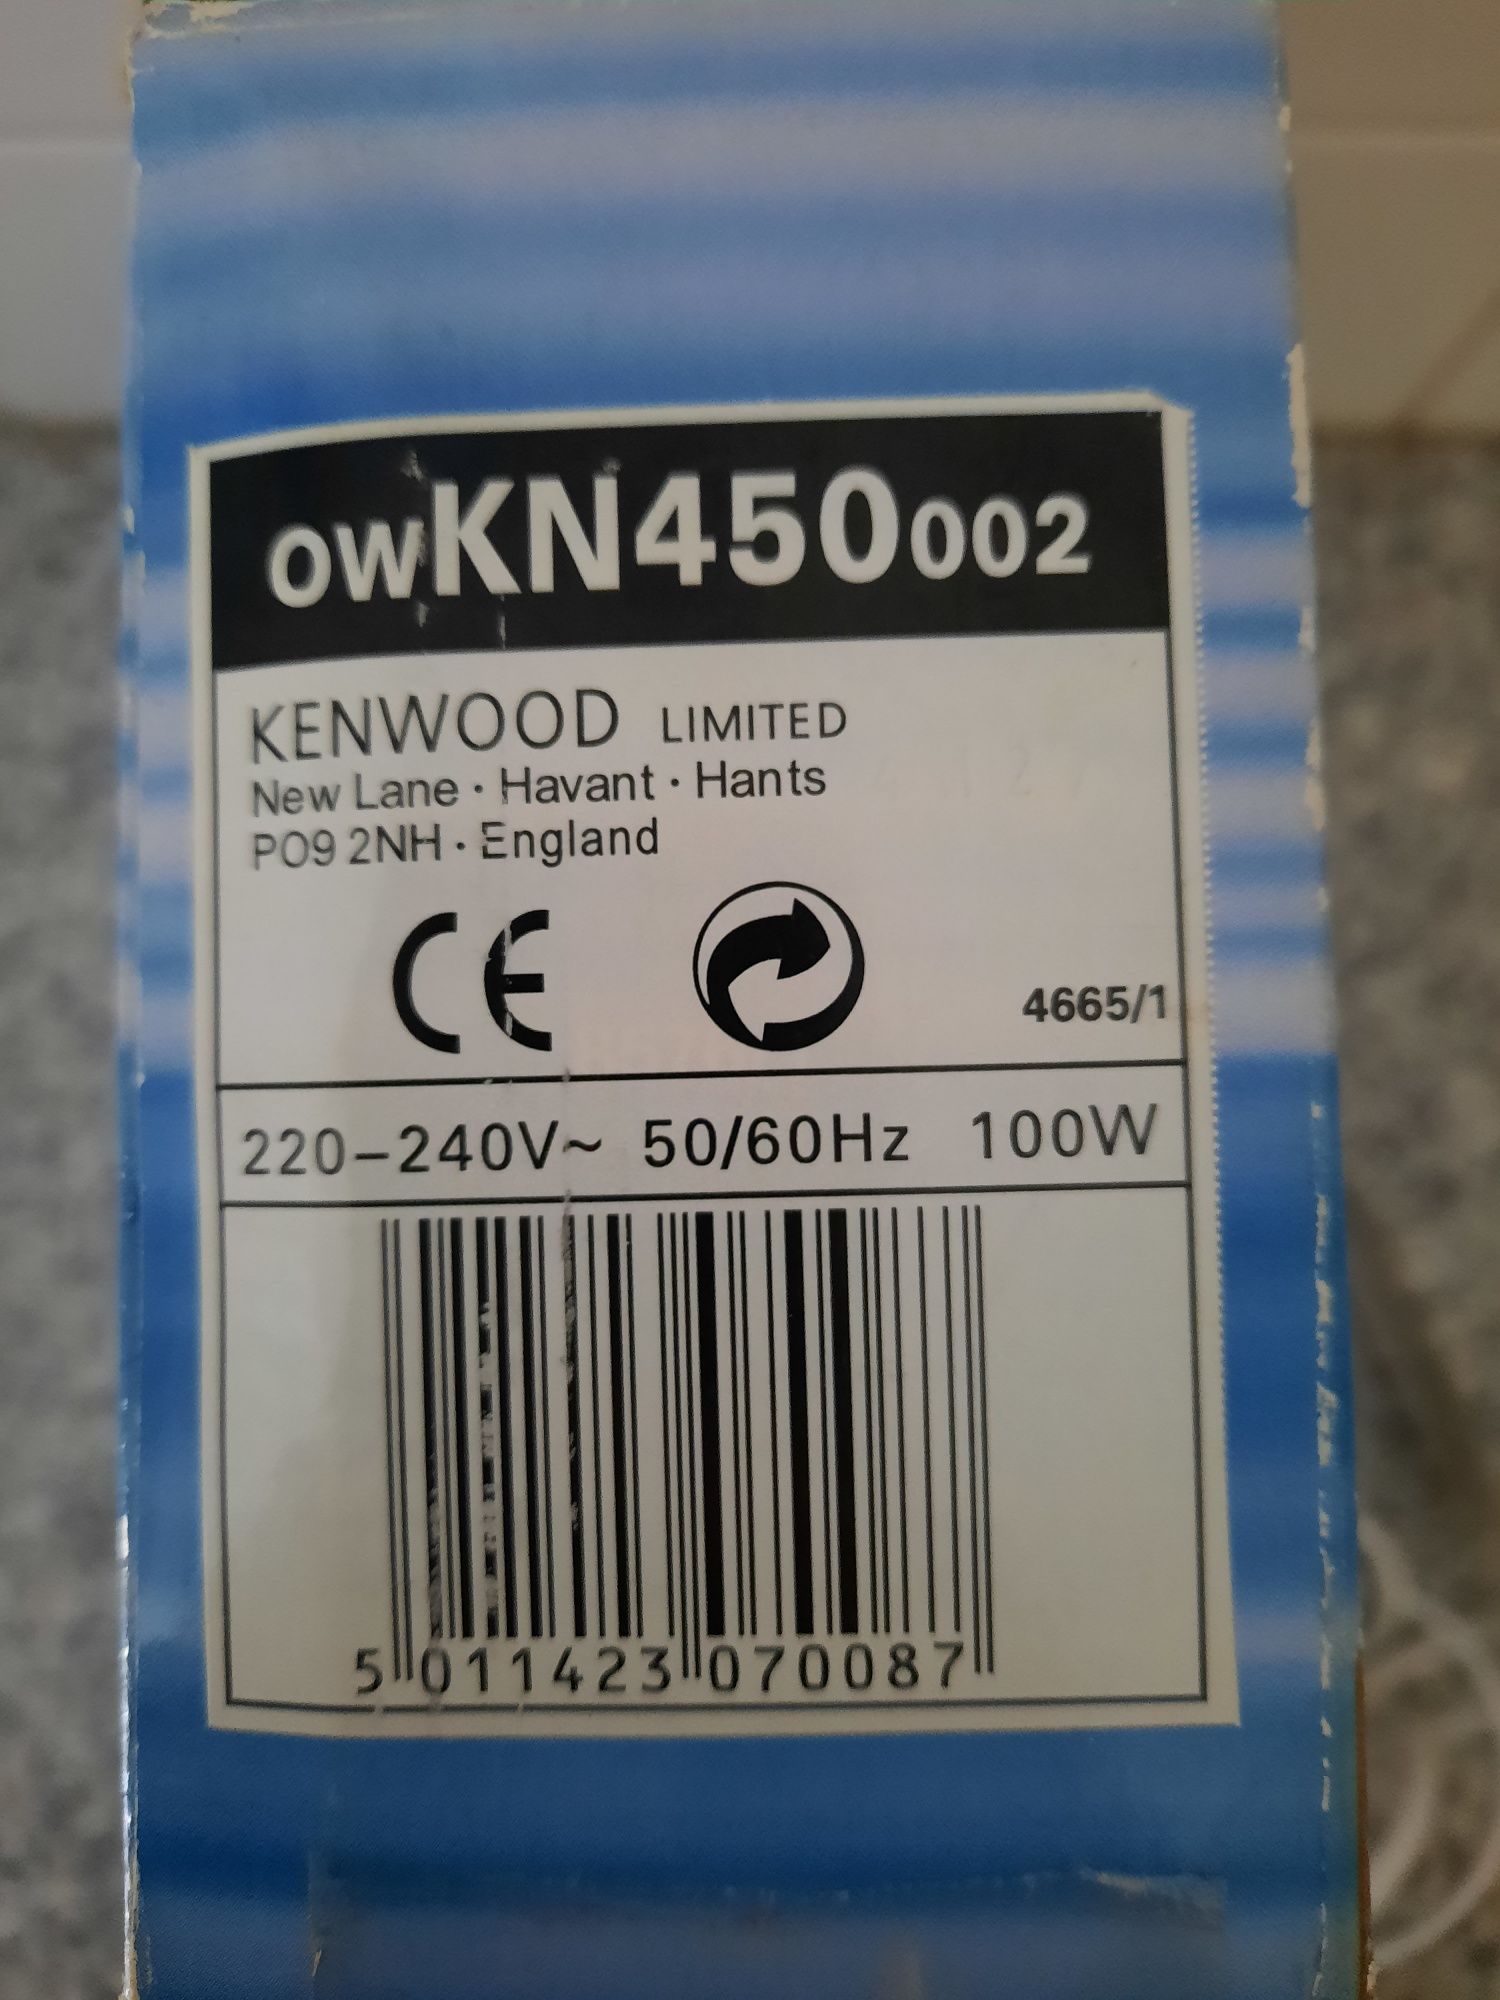 OWKN450002
KENWOOD LIMITED
New Lane · Havant · Hants
PO9 2NH · England
CE
4665/1
220–240V~ 50/60Hz 100W
5 011423 070087